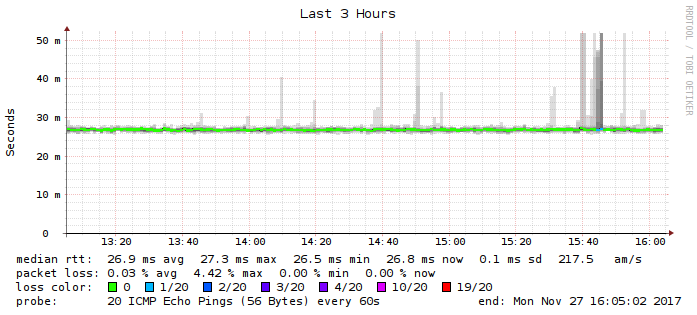 Last 3 Hours
RRDTOOL / TOBI OETIKER
Seconds
50 m
40 m
30 m
20 m
10 m
0
13:20 13:40 14:00 14:20 14:40 15:00 15:20 15:40 16:00
median rtt: 26.9 ms avg 27.3 ms max 26.5 ms min 26.8 ms now 0.1 ms sd 217.5 am/s
packet loss: 0.03 % avg 4.42 % max 0.00 % min 0.00 % now
loss color: 0 1/20 2/20 3/20 4/20 10/20 19/20
probe: 20 ICMP Echo Pings (56 Bytes) every 60s end: Mon Nov 27 16:05:02 2017